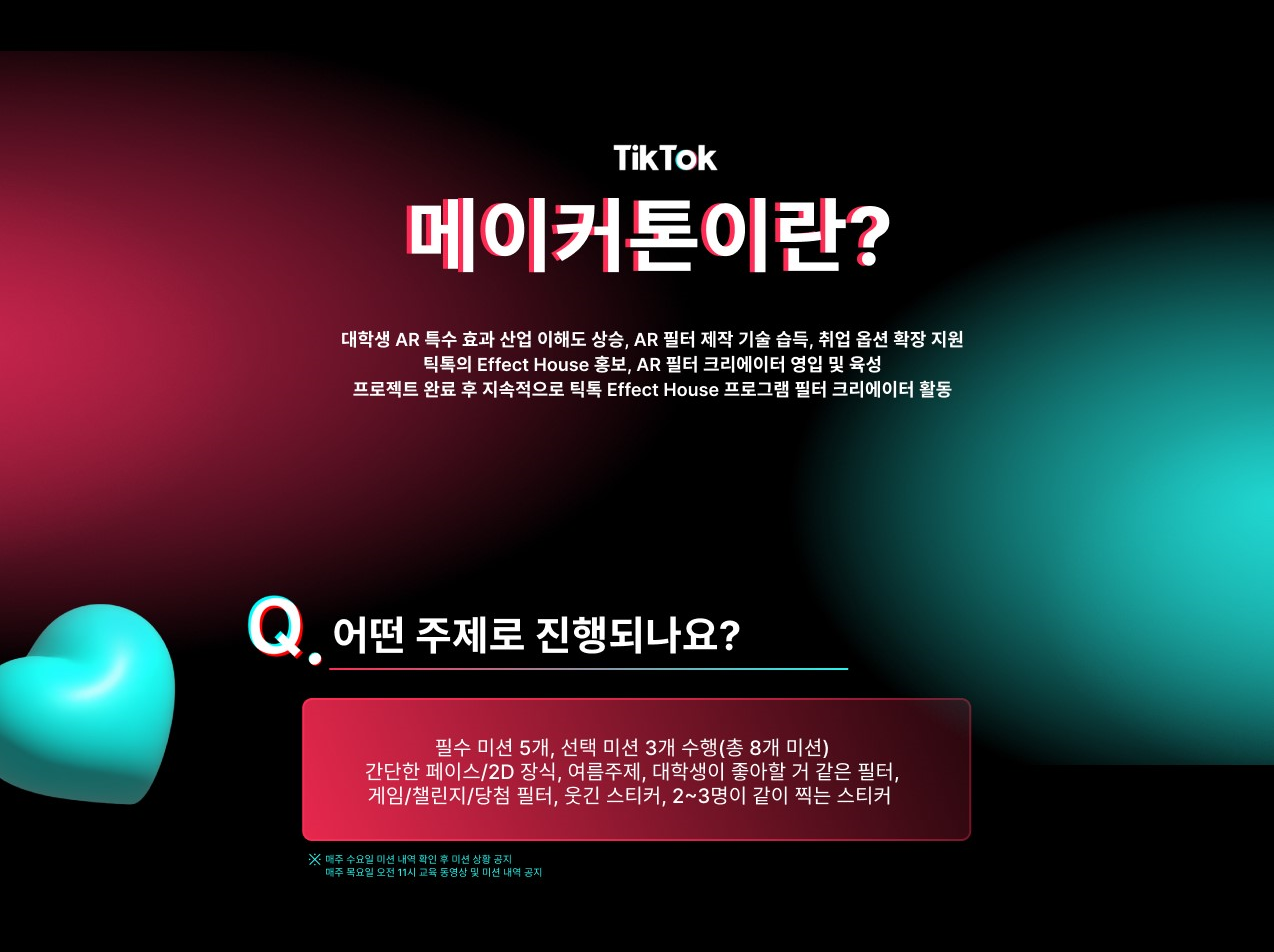 TikTok
메이커톤이란?
대학생 AR 특수 효과 산업 이해도 상승, AR 필터 제작 기술 습득, 취업 옵션 확장 지원
틱톡의 Effect House 홍보, AR 필터 크리에이터 영입 및 육성
프로젝트 완료 후 지속적으로 틱톡 Effect House 프로그램 필터 크리에이터 활동
Q. 어떤 주제로 진행되나요?
필수 미션 5개, 선택 미션 3개 수행(총 8개 미션)
간단한 페이스/2D 장식, 여름주제, 대학생이 좋아할 거 같은 필터,
게임/챌린지/당첨 필터, 웃긴 스티커, 2~3명이 같이 찍는 스티커
※ 매주 수요일 미션 내역 확인 후 미션 상황 공지
매주 목요일 오전 11시 교육 동영상 및 미션 내역 공지